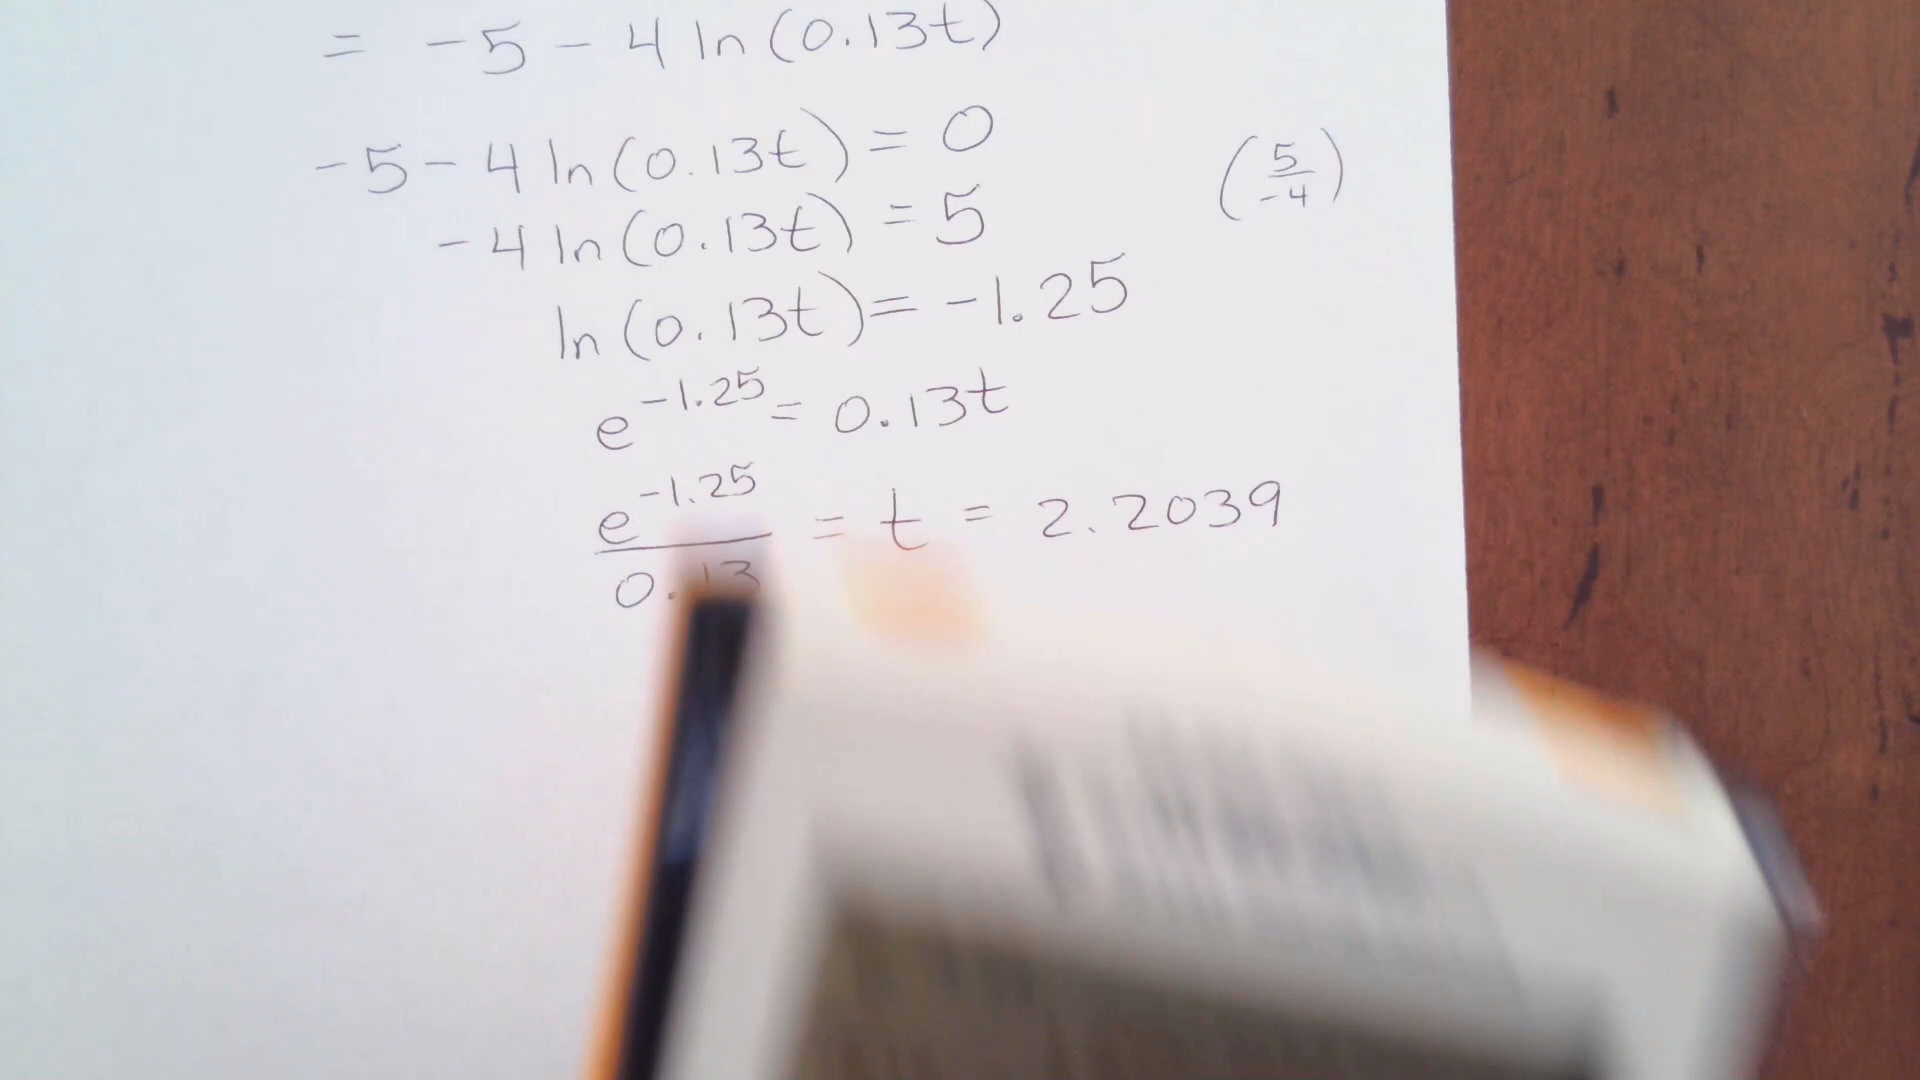 = -5 - 4 ln(0.13t)
-5 - 4 ln(0.13t) = 0
(5/-4)
-4 ln(0.13t) = 5
ln(0.13t) = -1.25
e^-1.25 = 0.13t
e^-1.25/0.13 = t = 2.2039